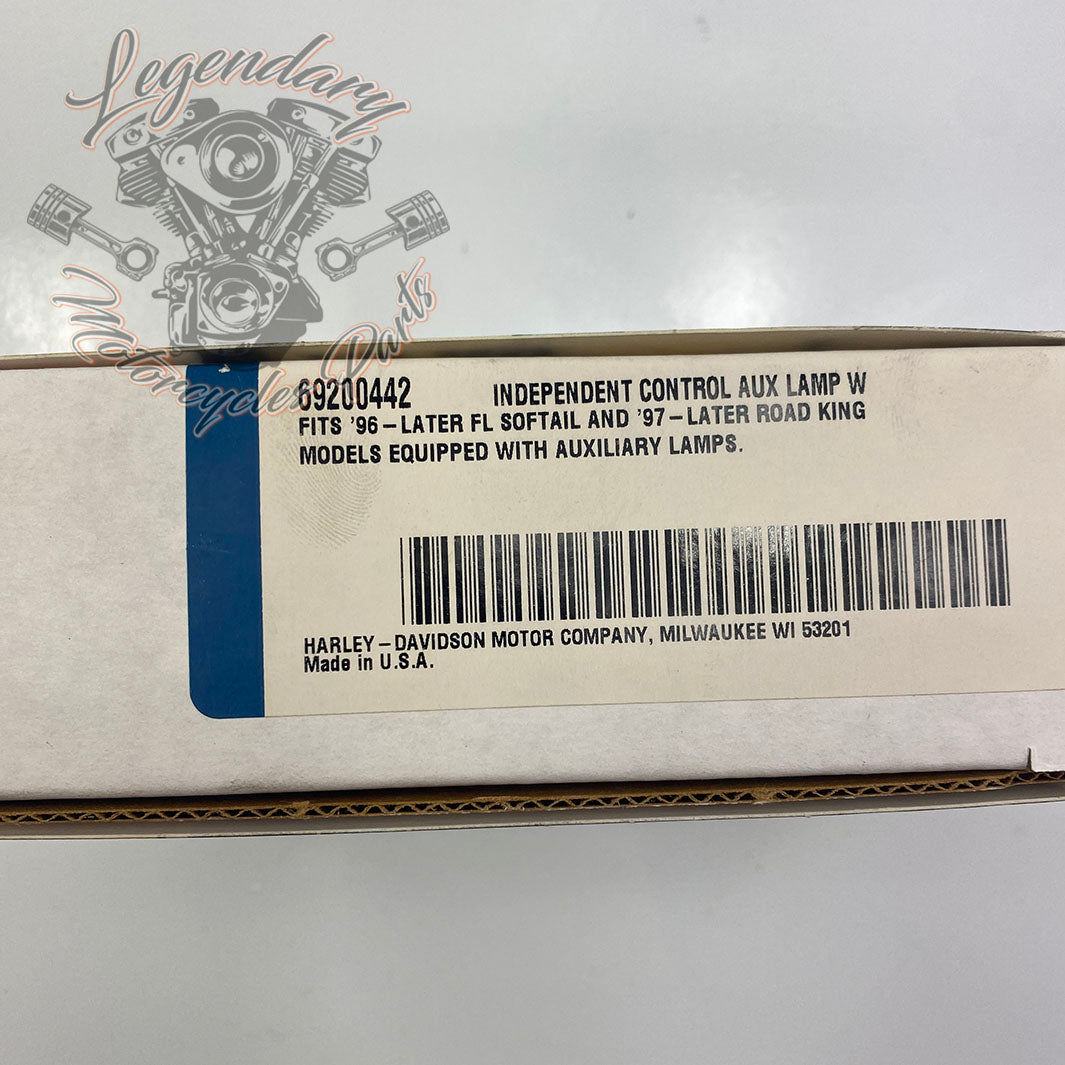 Legendary
Motorcycles Parts
69200442 INDEPENDENT CONTROL AUX LAMP W
FITS '96-LATER FL SOFTAIL AND '97-LATER ROAD KING
MODELS EQUIPPED WITH AUXILIARY LAMPS.
HARLEY-DAVIDSON MOTOR COMPANY, MILWAUKEE WI 53201
Made in U.S.A.